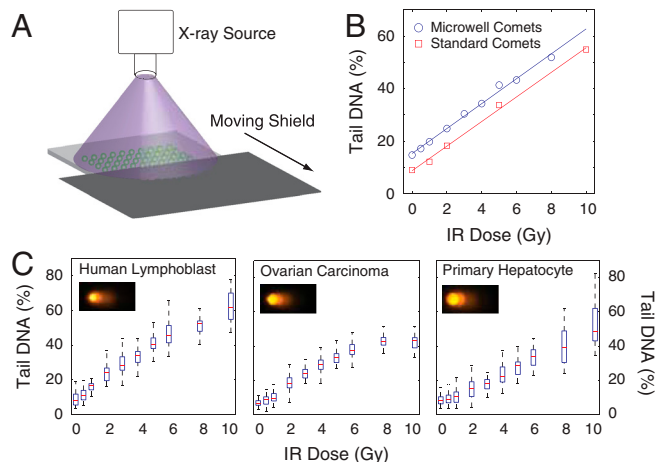 A
X-ray Source
Moving Shield
B
Microwell Comets
Standard Comets
Tail DNA (%)
60
40
20
0
0 2 4 6 8 10
IR Dose (Gy)
C
Human Lymphoblast
Ovarian Carcinoma
Primary Hepatocyte
Tail DNA (%)
80
60
40
20
0
0 2 4 6 8 10
0 2 4 6 8 10
0 2 4 6 8 10
80
60
40
20
0
Tail DNA (%)
IR Dose (Gy)